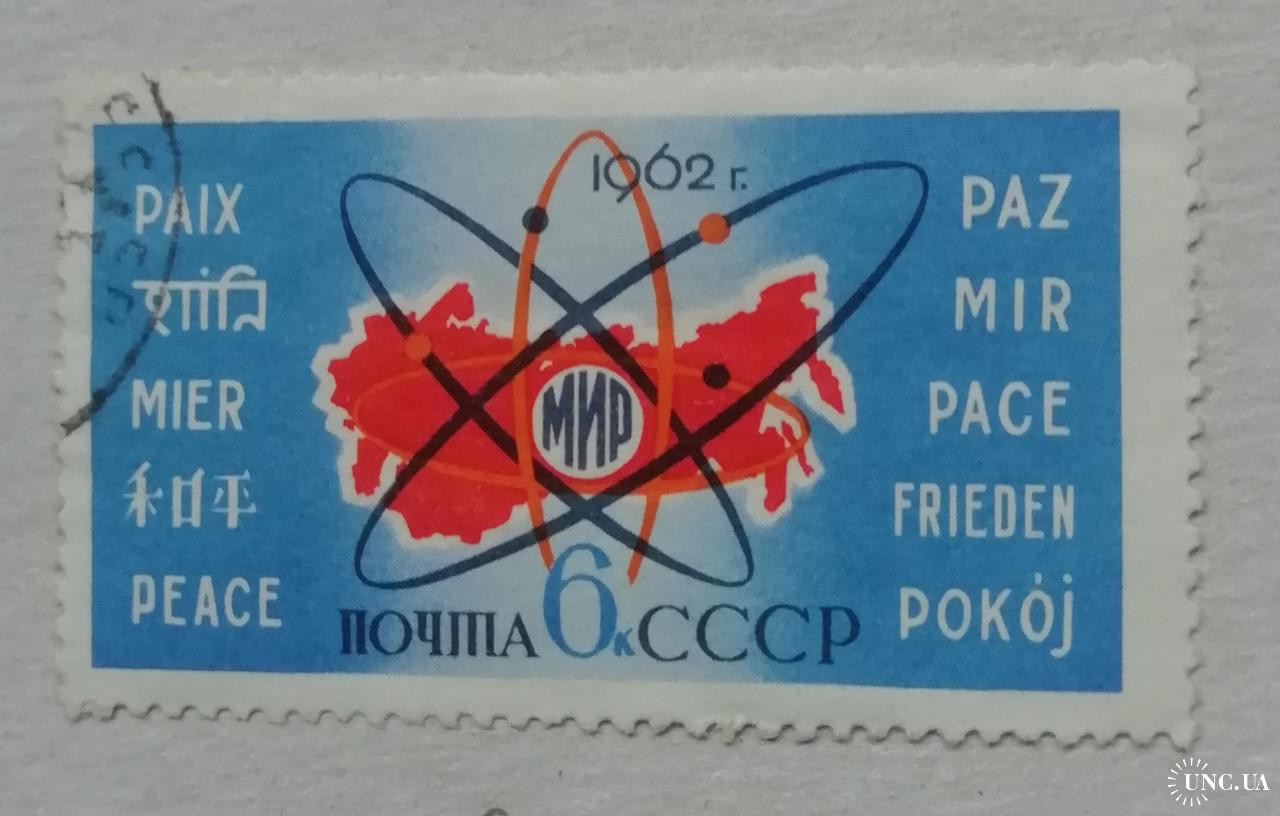 1962 г.
PAIX
शांति
MIER
和平
PEACE
МИР
PAZ
MIR
PACE
FRIEDEN
POKÓJ
ПОЧТА 6к СССР
UNC.UA